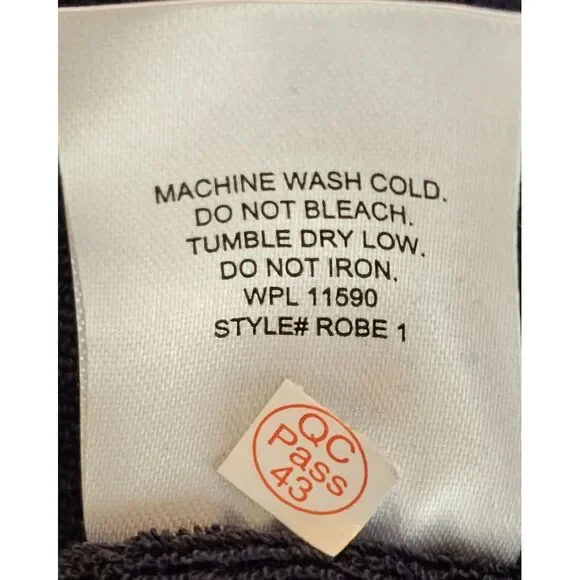 MACHINE WASH COLD.
DO NOT BLEACH.
TUMBLE DRY LOW.
DO NOT IRON.
WPL 11590
STYLE# ROBE 1
QC
Pass
43